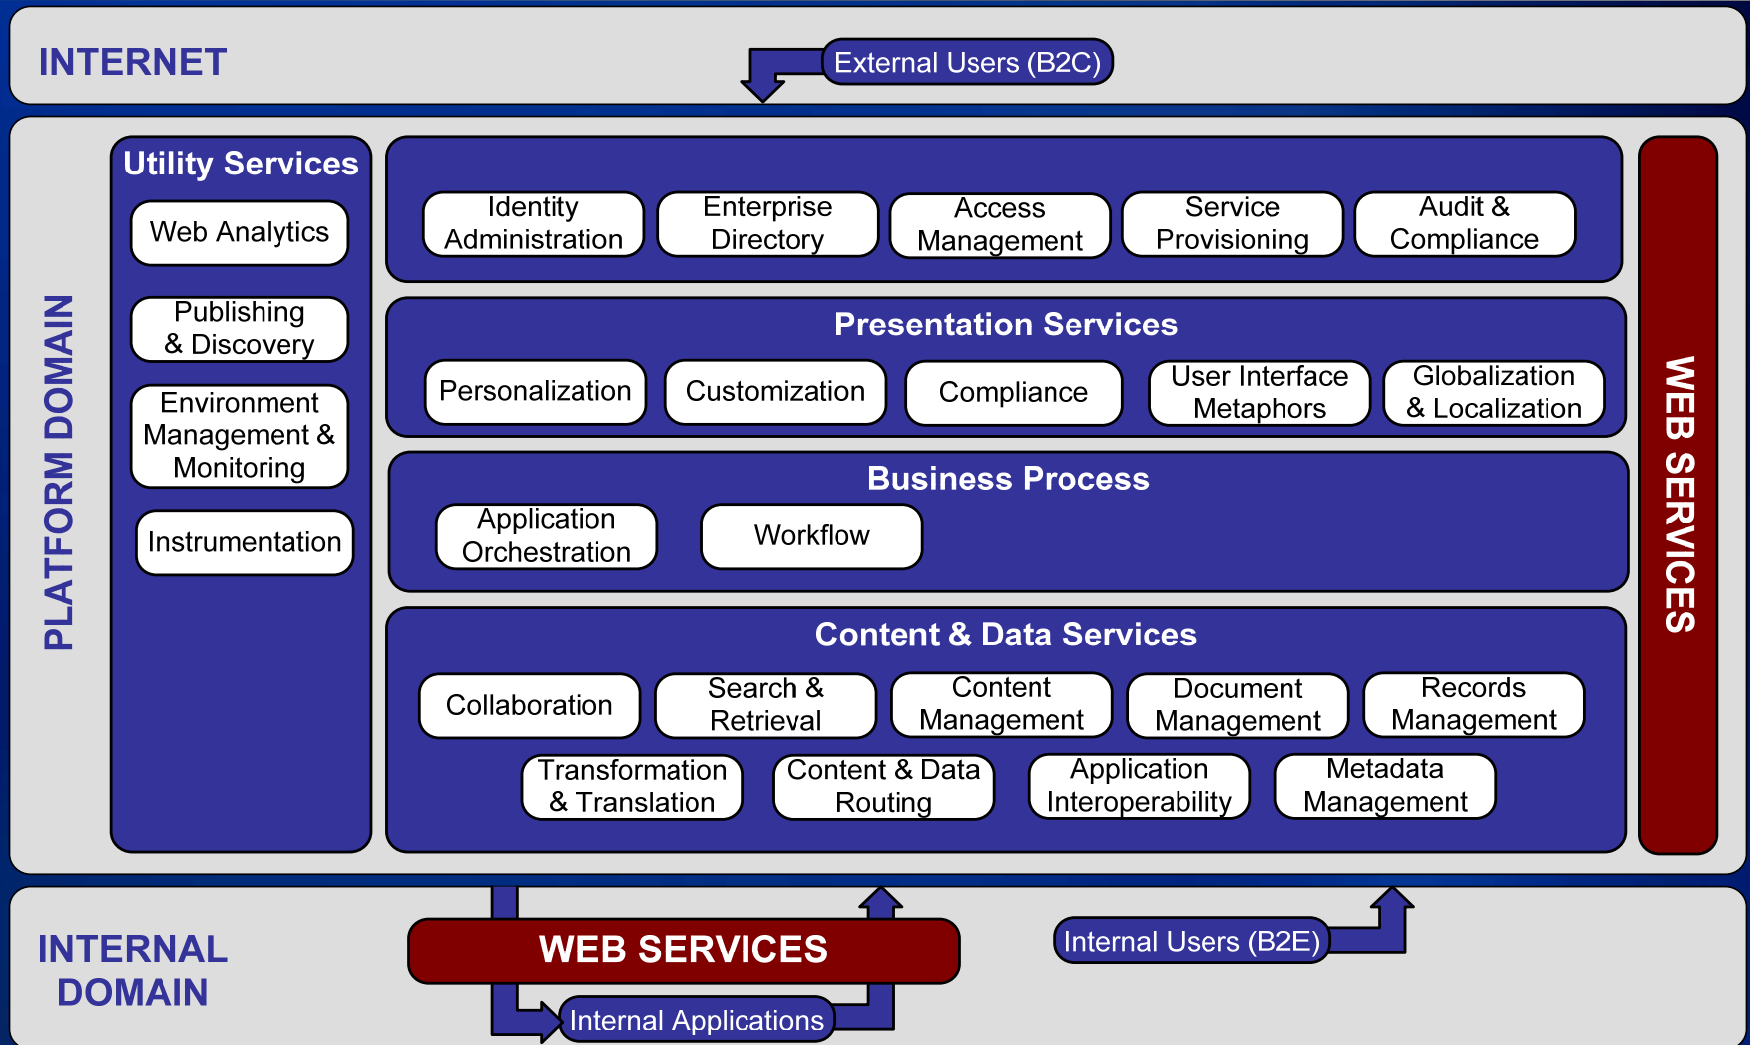 INTERNET
External Users (B2C)
PLATFORM DOMAIN
Utility Services
Web Analytics
Publishing
& Discovery
Environment
Management &
Monitoring
Instrumentation
Identity
Administration
Enterprise
Directory
Access
Management
Service
Provisioning
Audit &
Compliance
Presentation Services
Personalization
Customization
Compliance
User Interface
Metaphors
Globalization
& Localization
Business Process
Application
Orchestration
Workflow
Content & Data Services
Collaboration
Search &
Retrieval
Content
Management
Document
Management
Records
Management
Transformation
& Translation
Content & Data
Routing
Application
Interoperability
Metadata
Management
WEB SERVICES
INTERNAL
DOMAIN
WEB SERVICES
Internal Applications
Internal Users (B2E)